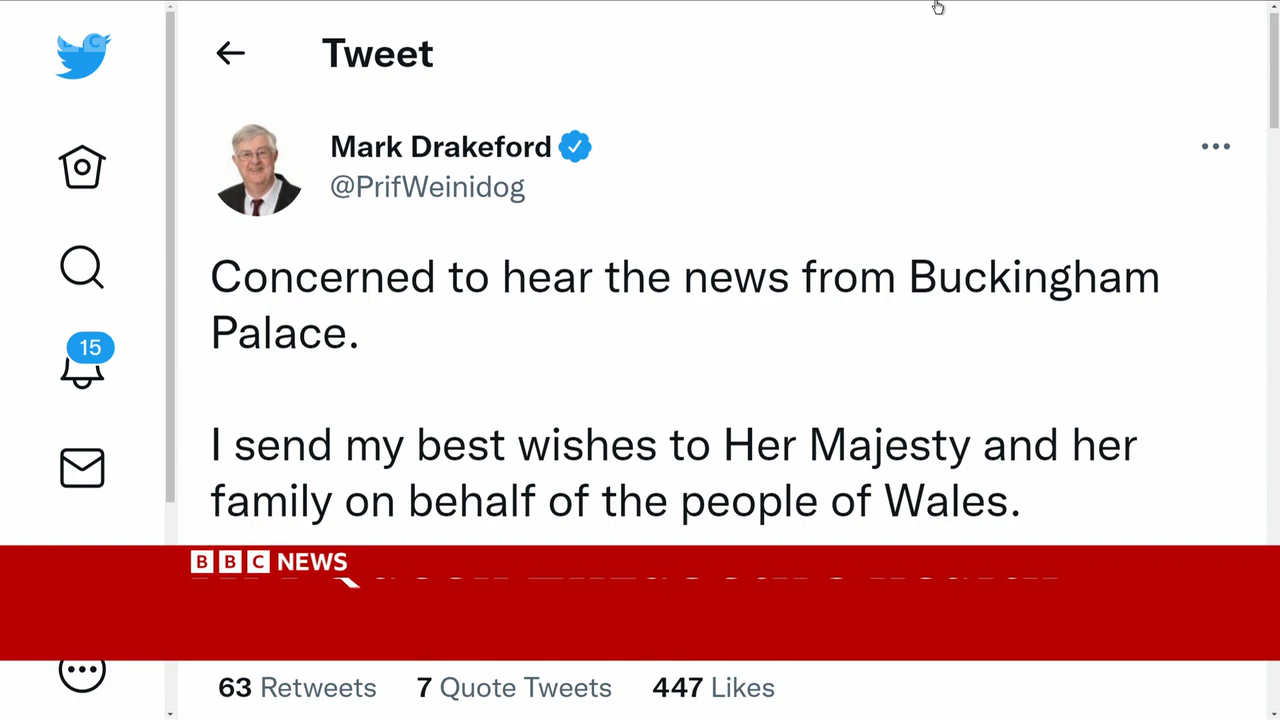 Tweet
Mark Drakeford
@PrifWeinidog
Concerned to hear the news from Buckingham
Palace.
I send my best wishes to Her Majesty and her
family on behalf of the people of Wales.
15
BBC NEWS
63 Retweets 7 Quote Tweets 447 Likes